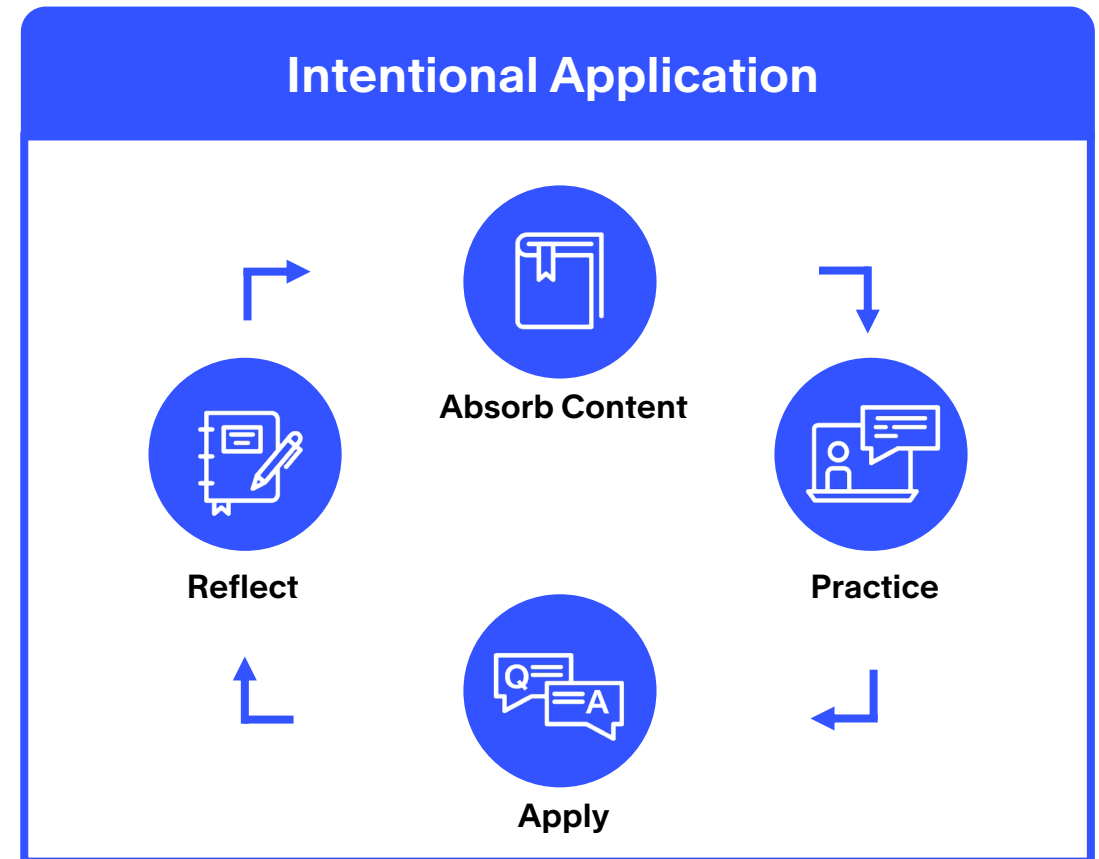 Intentional Application
Absorb Content
Practice
Q
A
Apply
Reflect